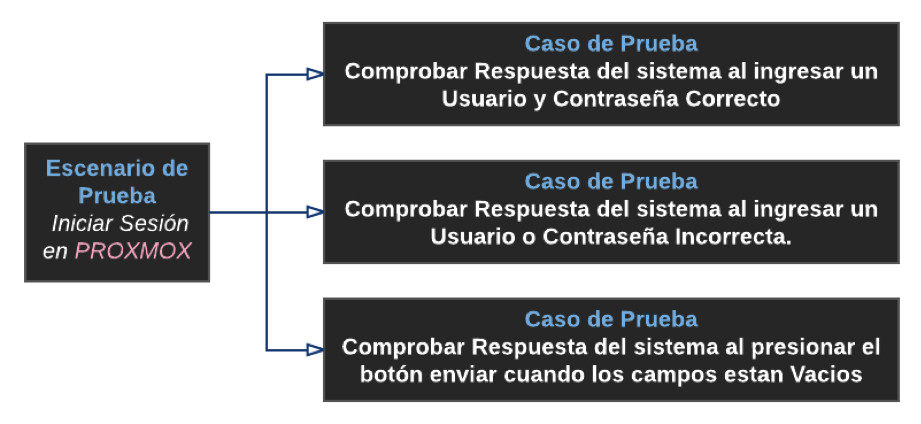 Escenario de
Prueba
Iniciar Sesión
en PROXMOX
Caso de Prueba
Comprobar Respuesta del sistema al ingresar un
Usuario y Contraseña Correcto
Caso de Prueba
Comprobar Respuesta del sistema al ingresar un
Usuario o Contraseña Incorrecta.
Caso de Prueba
Comprobar Respuesta del sistema al presionar el
botón enviar cuando los campos estan Vacios